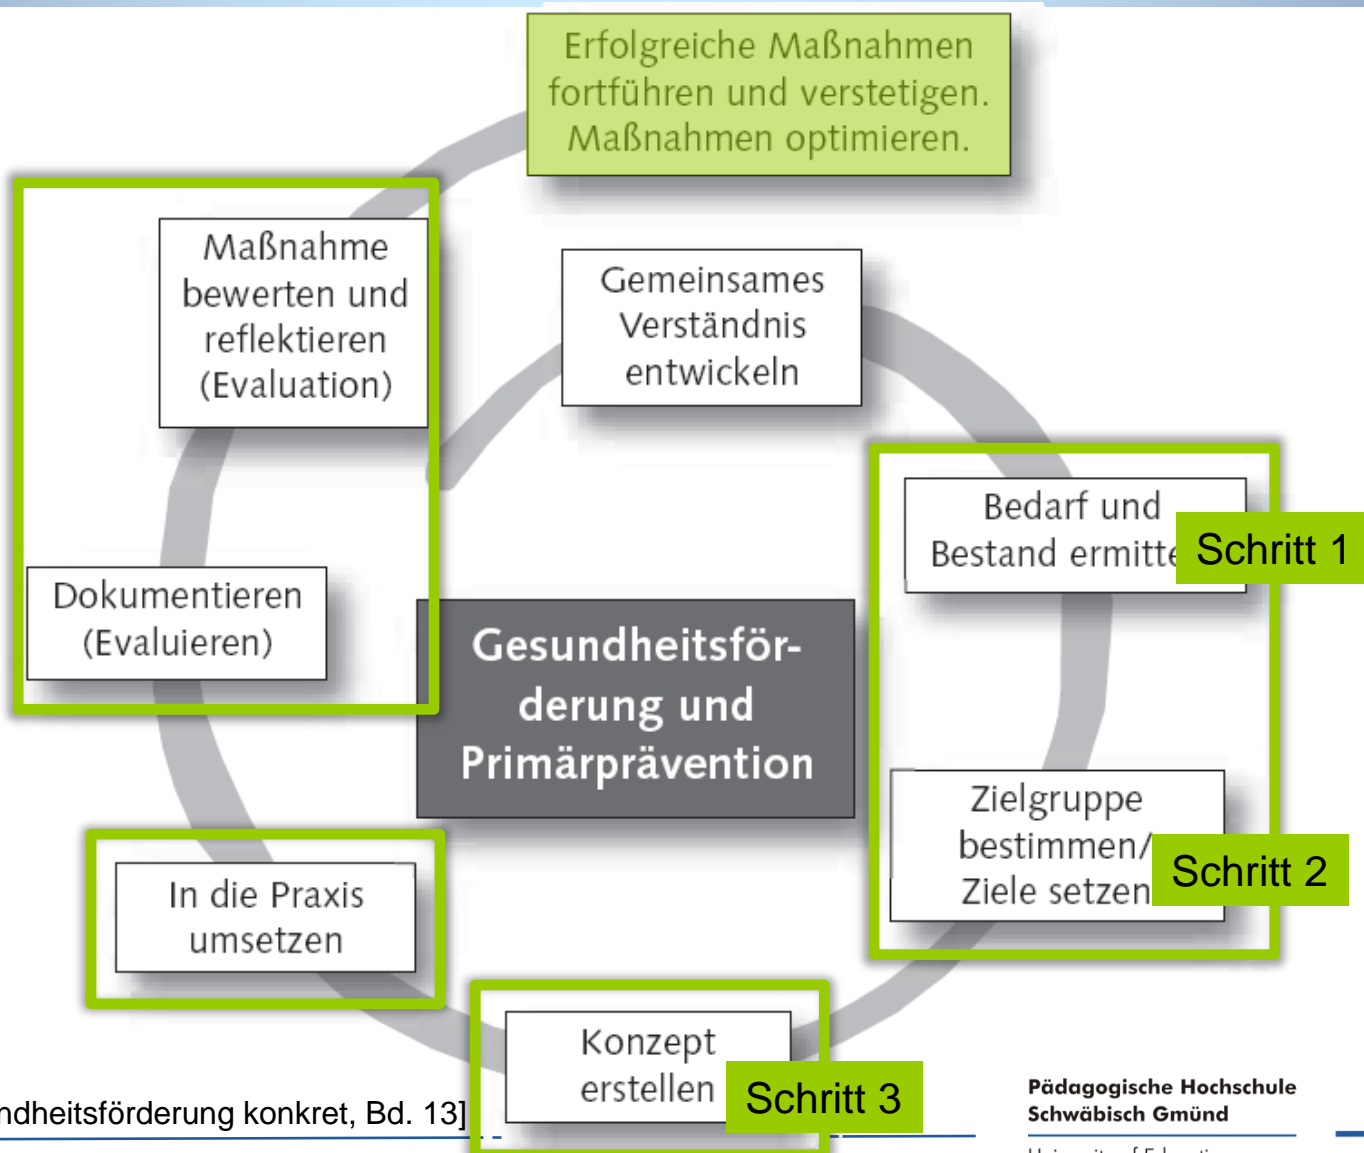 Erfolgreiche Maßnahmen
fortführen und verstetigen.
Maßnahmen optimieren.
Maßnahme
bewerten und
reflektieren
(Evaluation)
Gemeinsames
Verständnis
entwickeln
Bedarf und
Bestand
Schritt 1
Dokumentieren
(Evaluieren)
Gesundheitsför-
derung und
Primärprävention
Zielgruppe
bestimmen/
Ziele setzen
Schritt 2
In die Praxis
umsetzen
Konzept
erstellen
Schritt 3
ndheitsförderung konkret, Bd. 13]
Pädagogische Hochschule
Schwäbisch Gmünd